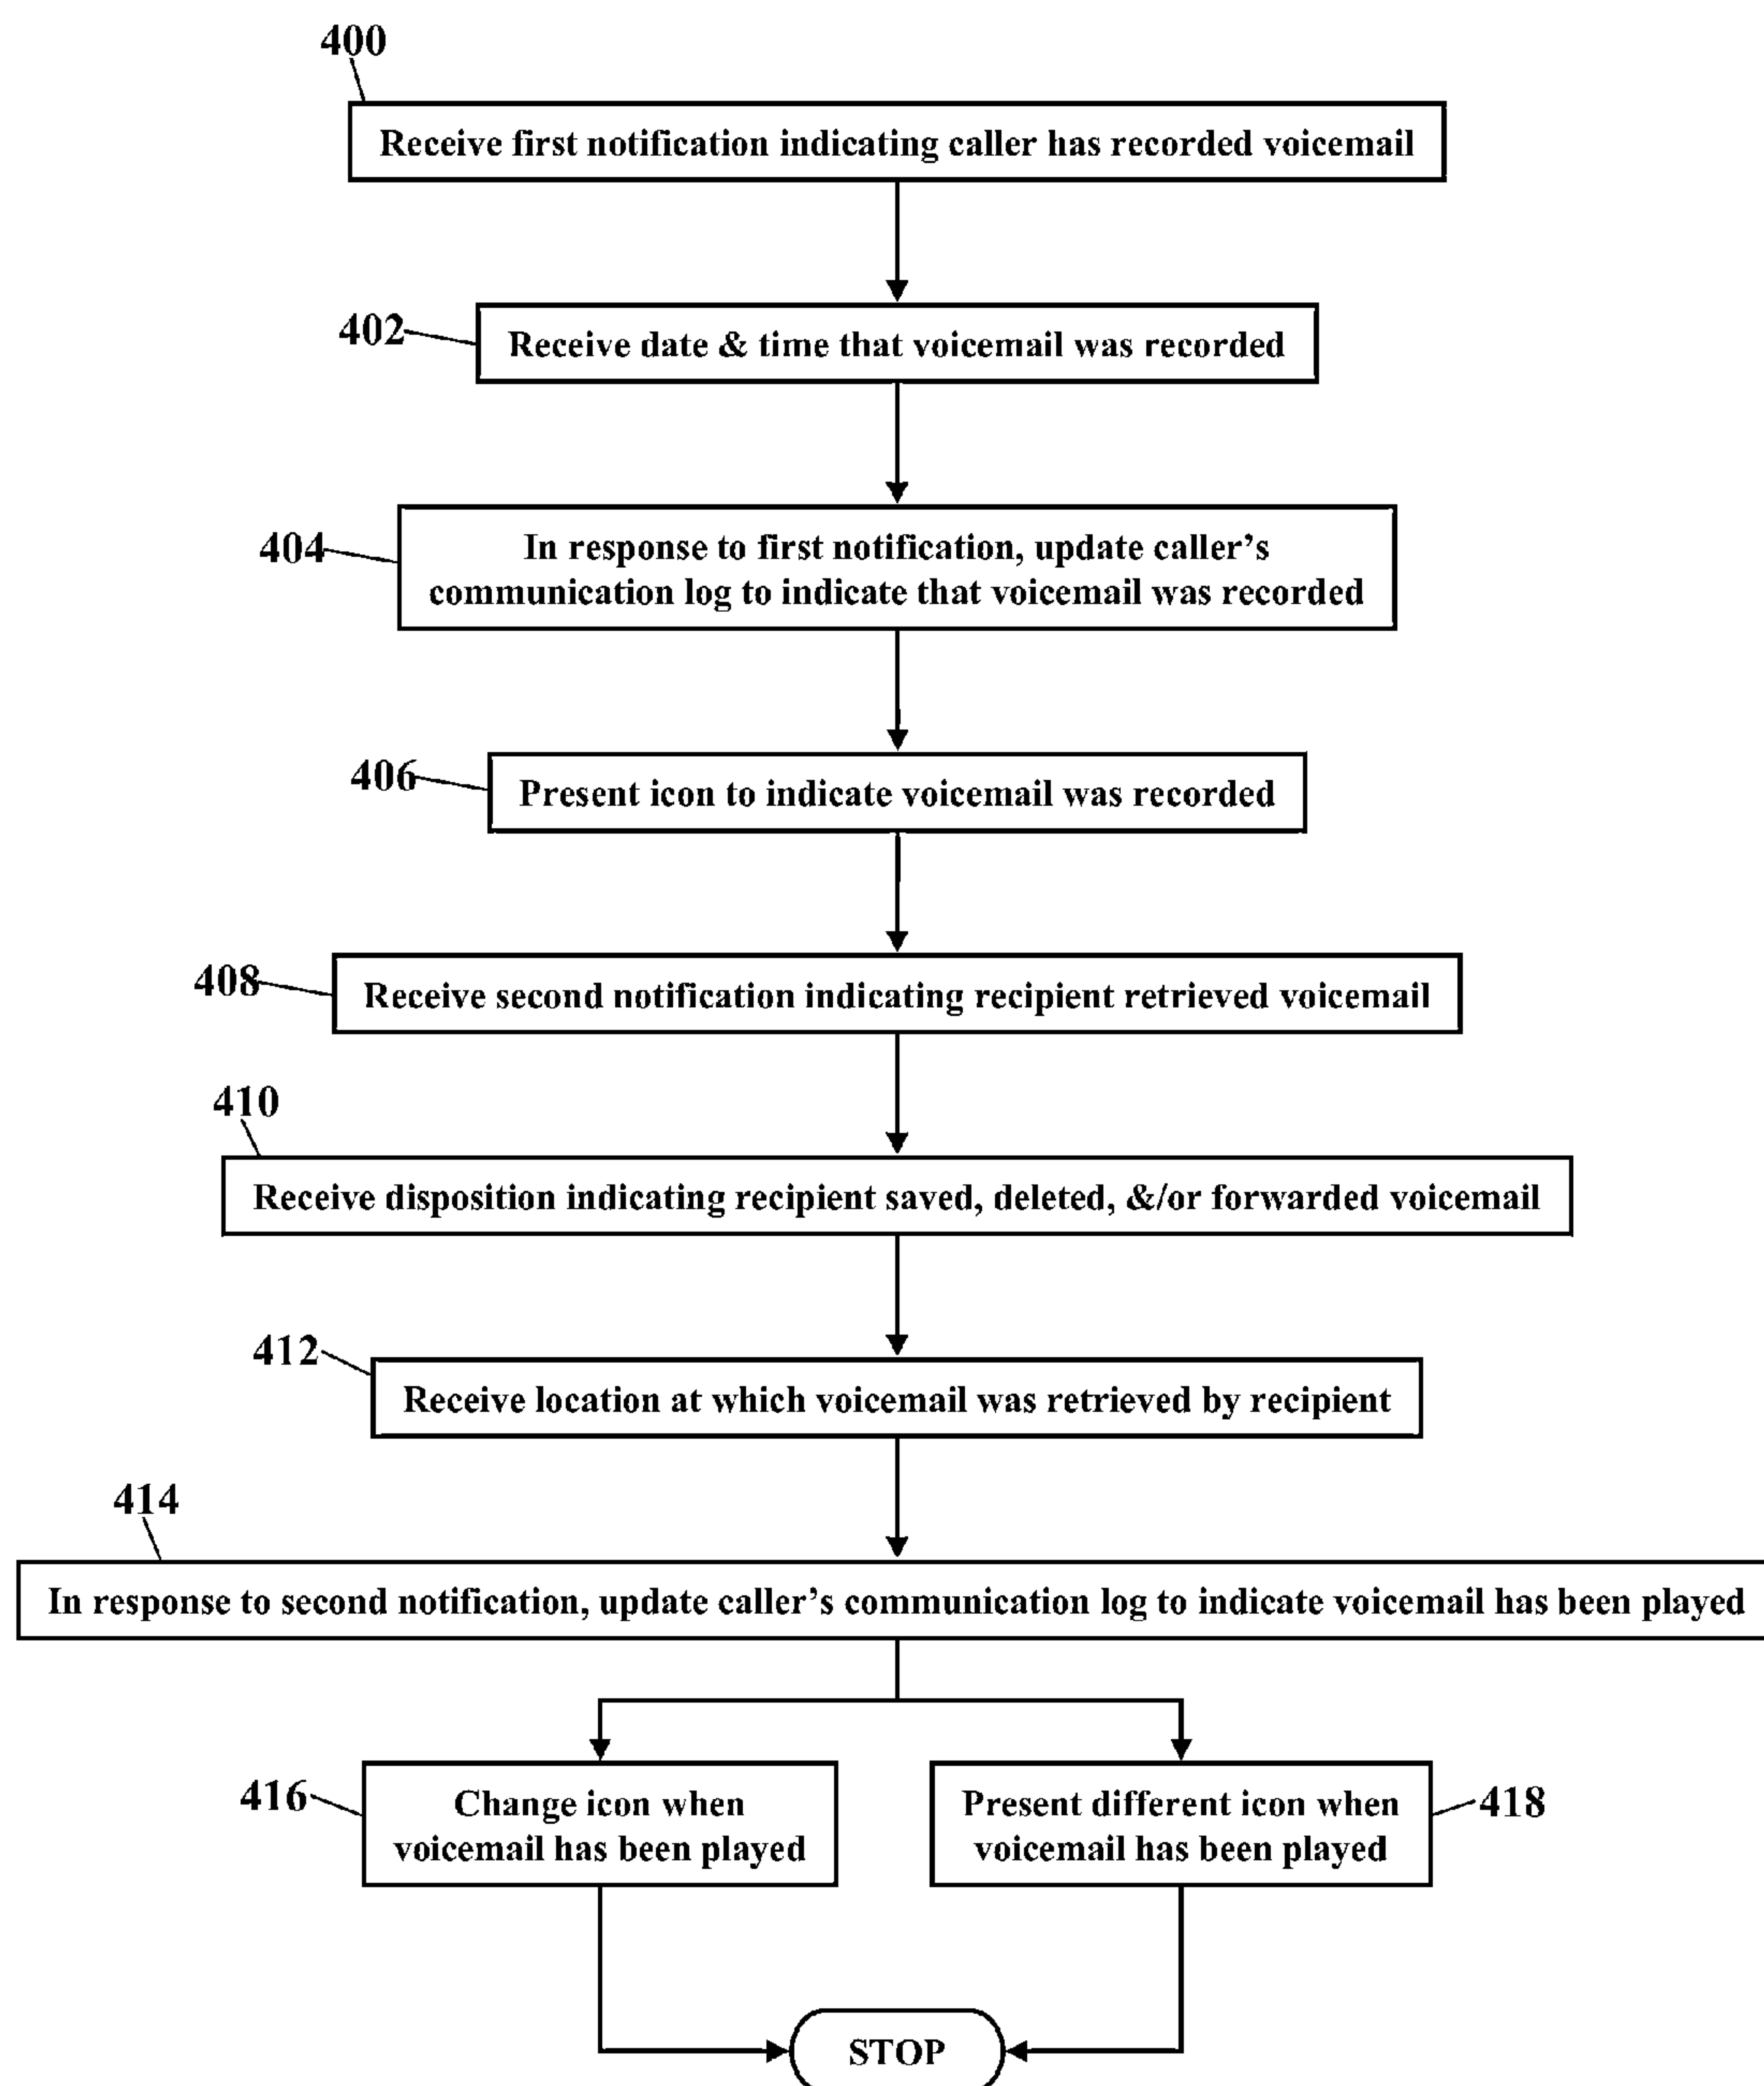 400
Receive first notification indicating caller has recorded voicemail
402
Receive date & time that voicemail was recorded
404
In response to first notification, update caller's
communication log to indicate that voicemail was recorded
406
Present icon to indicate voicemail was recorded
408
Receive second notification indicating recipient retrieved voicemail
410
Receive disposition indicating recipient saved, deleted, &/or forwarded voicemail
412
Receive location at which voicemail was retrieved by recipient
414
In response to second notification, update caller's communication log to indicate voicemail has been played
416
Change icon when
voicemail has been played
Present different icon when
voicemail has been played
418
STOP